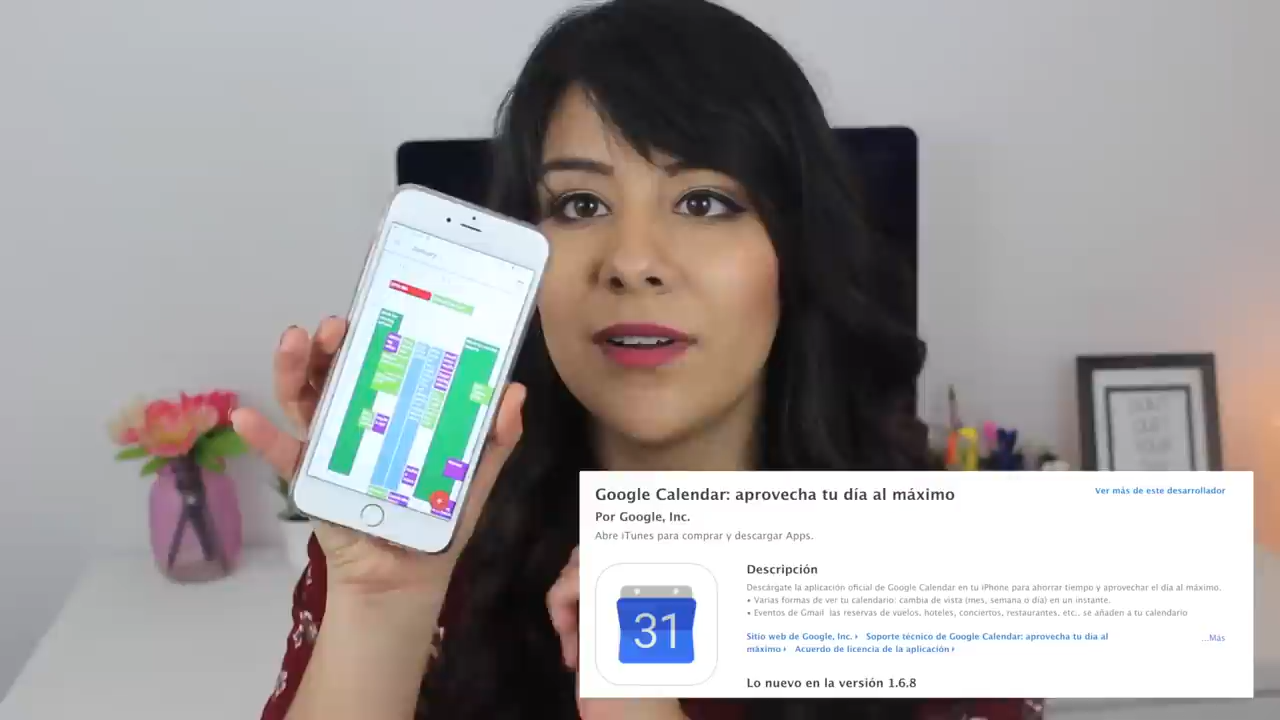 Google Calendar: aprovecha tu día al máximo
Ver más de este desarrollador
Por Google, Inc.
Abre iTunes para comprar y descargar Apps.
Descripción
Descárgate la aplicación oficial de Google Calendar en tu iPhone para ahorrar tiempo y aprovechar el día al máximo.
• Varias formas de ver tu calendario: cambia de vista (mes, semana o día) en un instante.
• Eventos de Gmail las reservas de vuelos, hoteles, conciertos, restaurantes, etc., se añaden a tu calendario
31
Sitio web de Google, Inc. Soporte técnico de Google Calendar: aprovecha tu día al
...Más
máximo Acuerdo de licencia de la aplicación
Lo nuevo en la versión 1.6.8